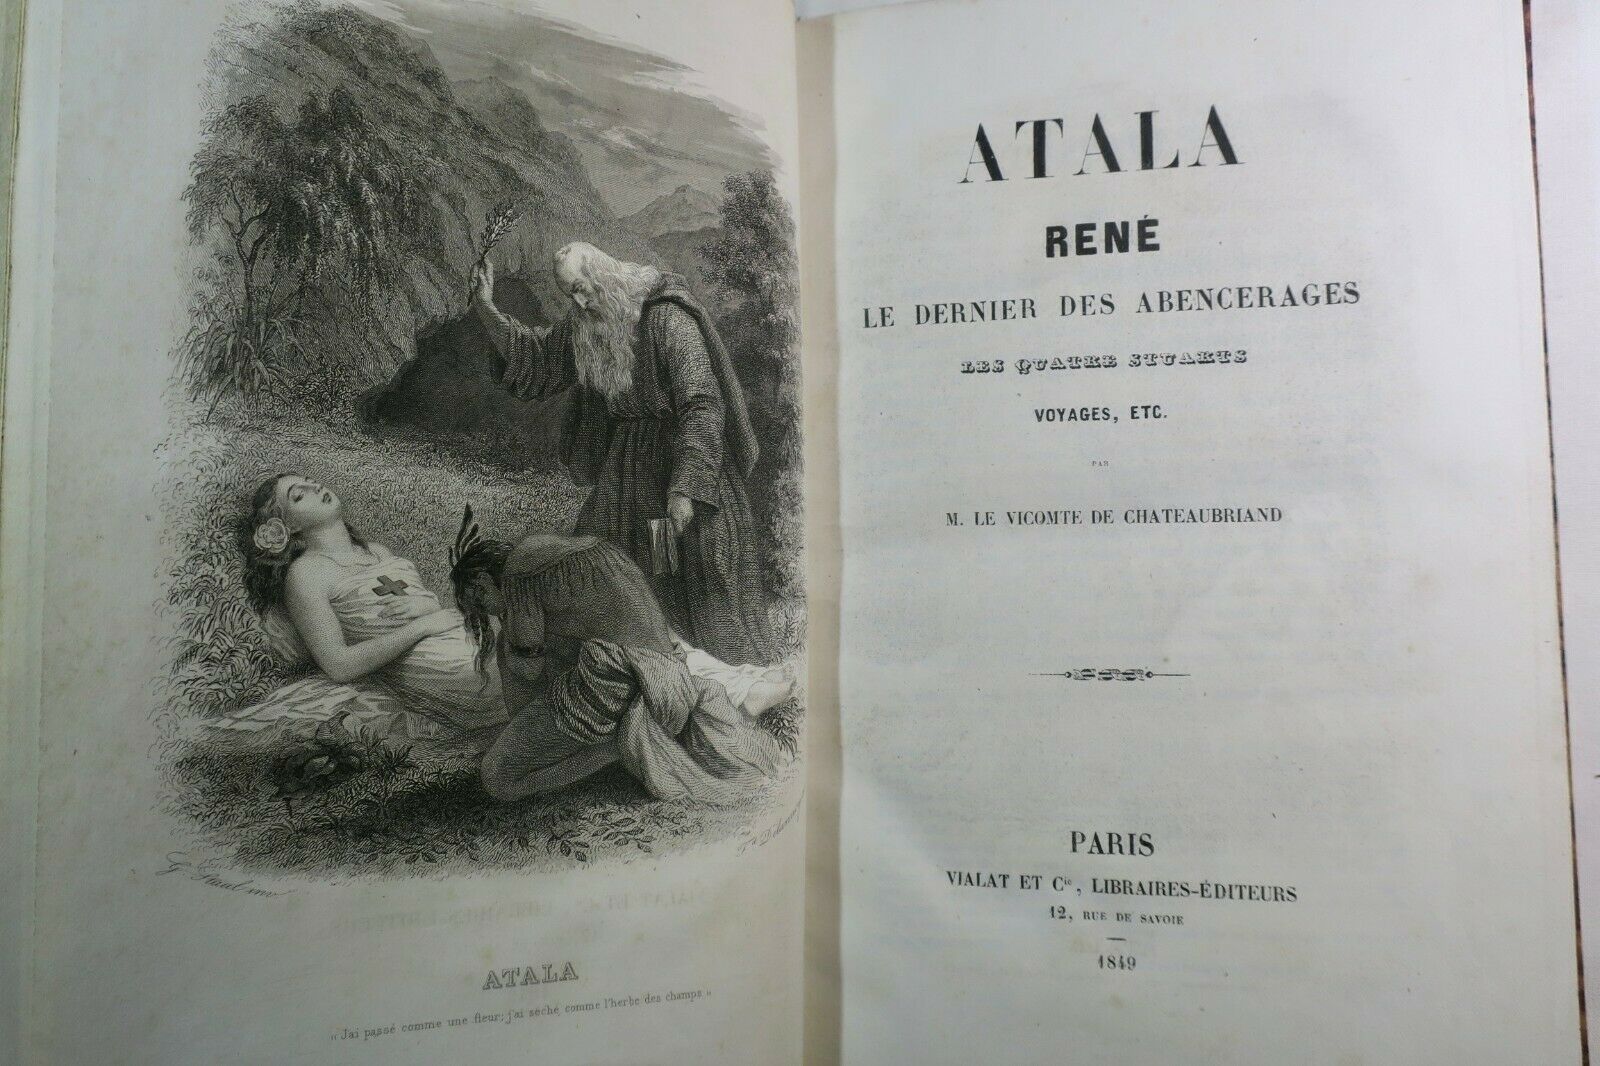 G. Staal inv
ATALA
" J'ai passé comme une fleur; j'ai séché comme l'herbe des champs "
ATALA
RENÉ
LE DERNIER DES ABENCERAGES
LES QUATRE STUARTS
VOYAGES, ETC.
PAR
M. LE VICOMTE DE CHATEAUBRIAND
PARIS
VIALAT ET Cie, LIBRAIRES-ÉDITEURS
12, RUE DE SAVOIE
1849